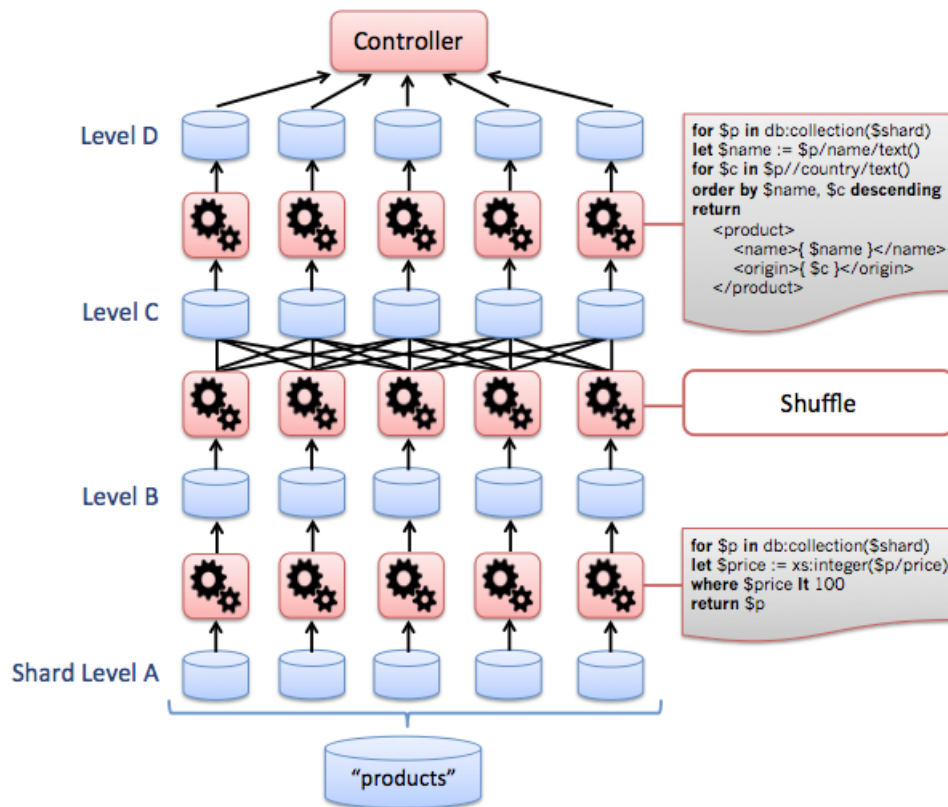 Controller
Level D
for $p in db:collection($shard)
let $name := $p/name/text()
for $c in $p//country/text()
order by $name, $c descending
return
<product>
<name>{ $name }</name>
<origin>{ $c }</origin>
</product>
Level C
Shuffle
Level B
for $p in db:collection($shard)
let $price := xs:integer($p/price)
where $price lt 100
return $p
Shard Level A
“products”